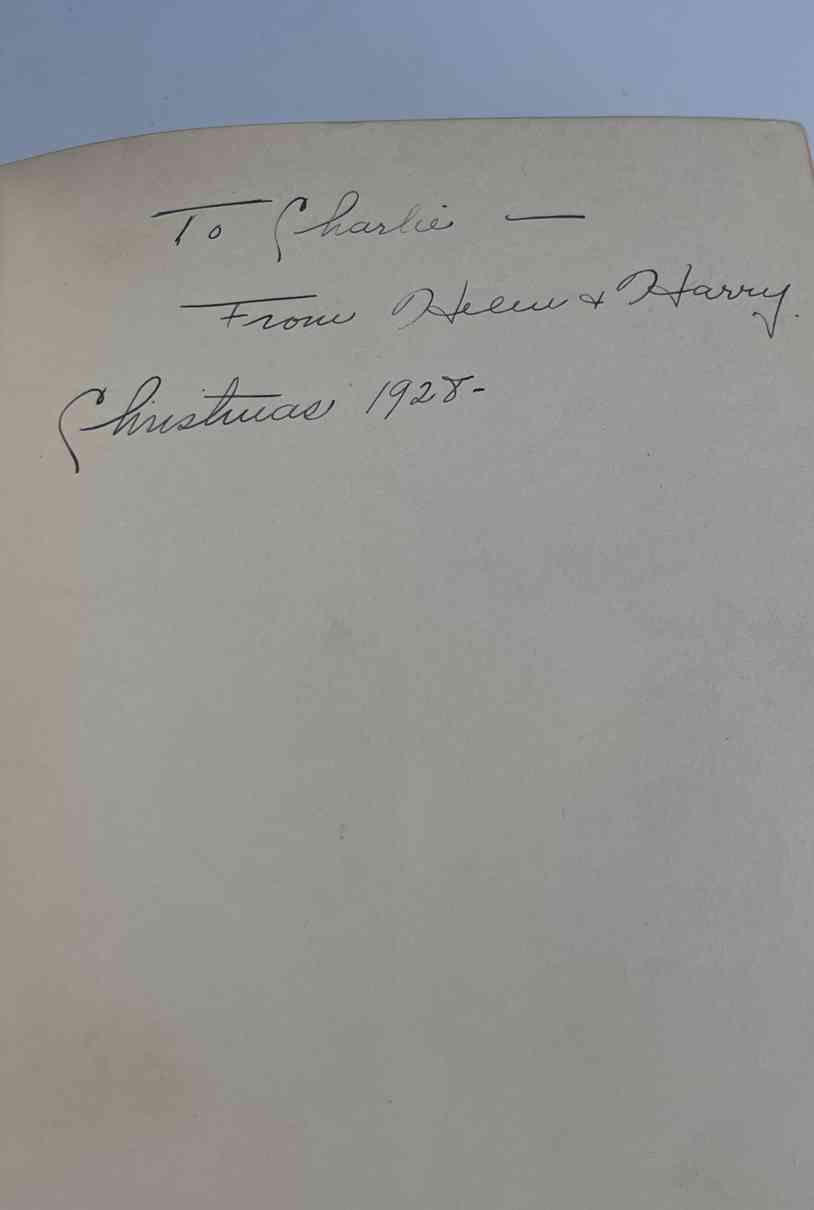 To Charlie —
From Helen & Harry.
Christmas 1928-